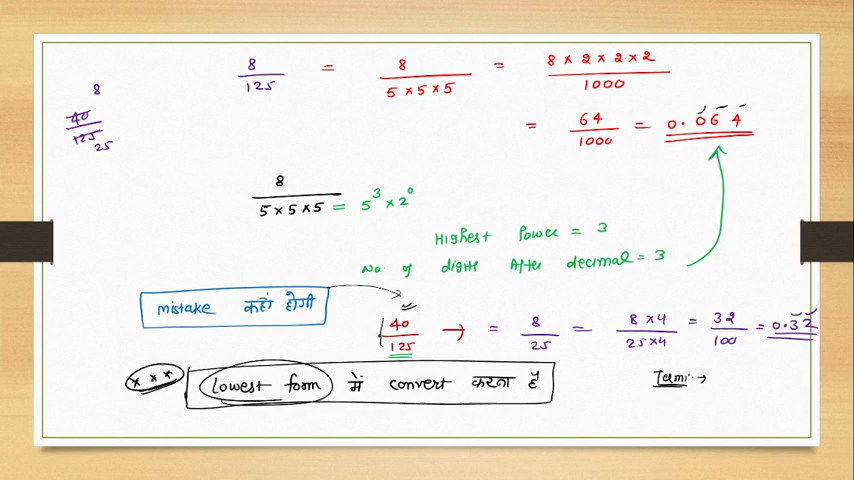 8/125 = 8/(5×5×5) = (8×2×2×2)/1000
8
40/125
25
= 64/1000 = 0.064
8/(5×5×5) = 5³×2⁰
Highest Power = 3
No. of digits After decimal = 3
mistake कहां होगी
40/125 → = 8/25 = (8×4)/(25×4) = 32/100 = 0.32
*** Lowest form में convert करना है
Termi. →